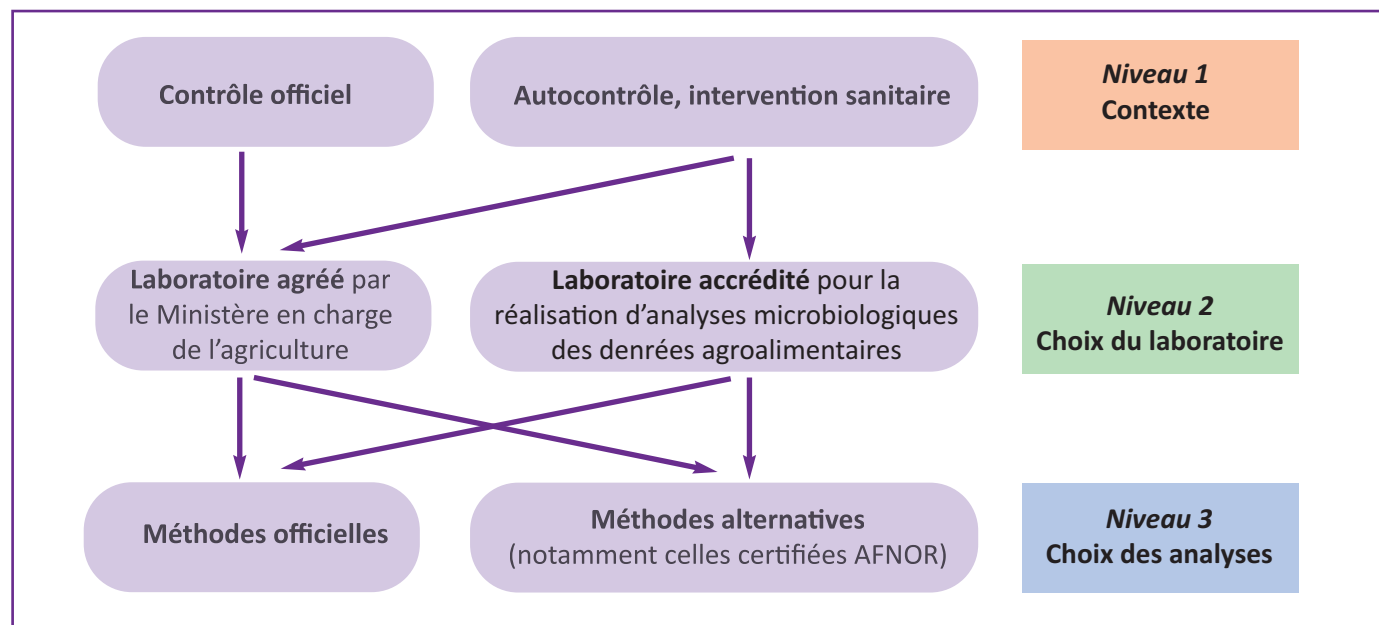 Contrôle officiel
Autocontrôle, intervention sanitaire
Niveau 1
Contexte
Laboratoire agréé par
le Ministère en charge
de l’agriculture
Laboratoire accrédité pour la
réalisation d’analyses microbiologiques
des denrées agroalimentaires
Niveau 2
Choix du laboratoire
Méthodes officielles
Méthodes alternatives
(notamment celles certifiées AFNOR)
Niveau 3
Choix des analyses